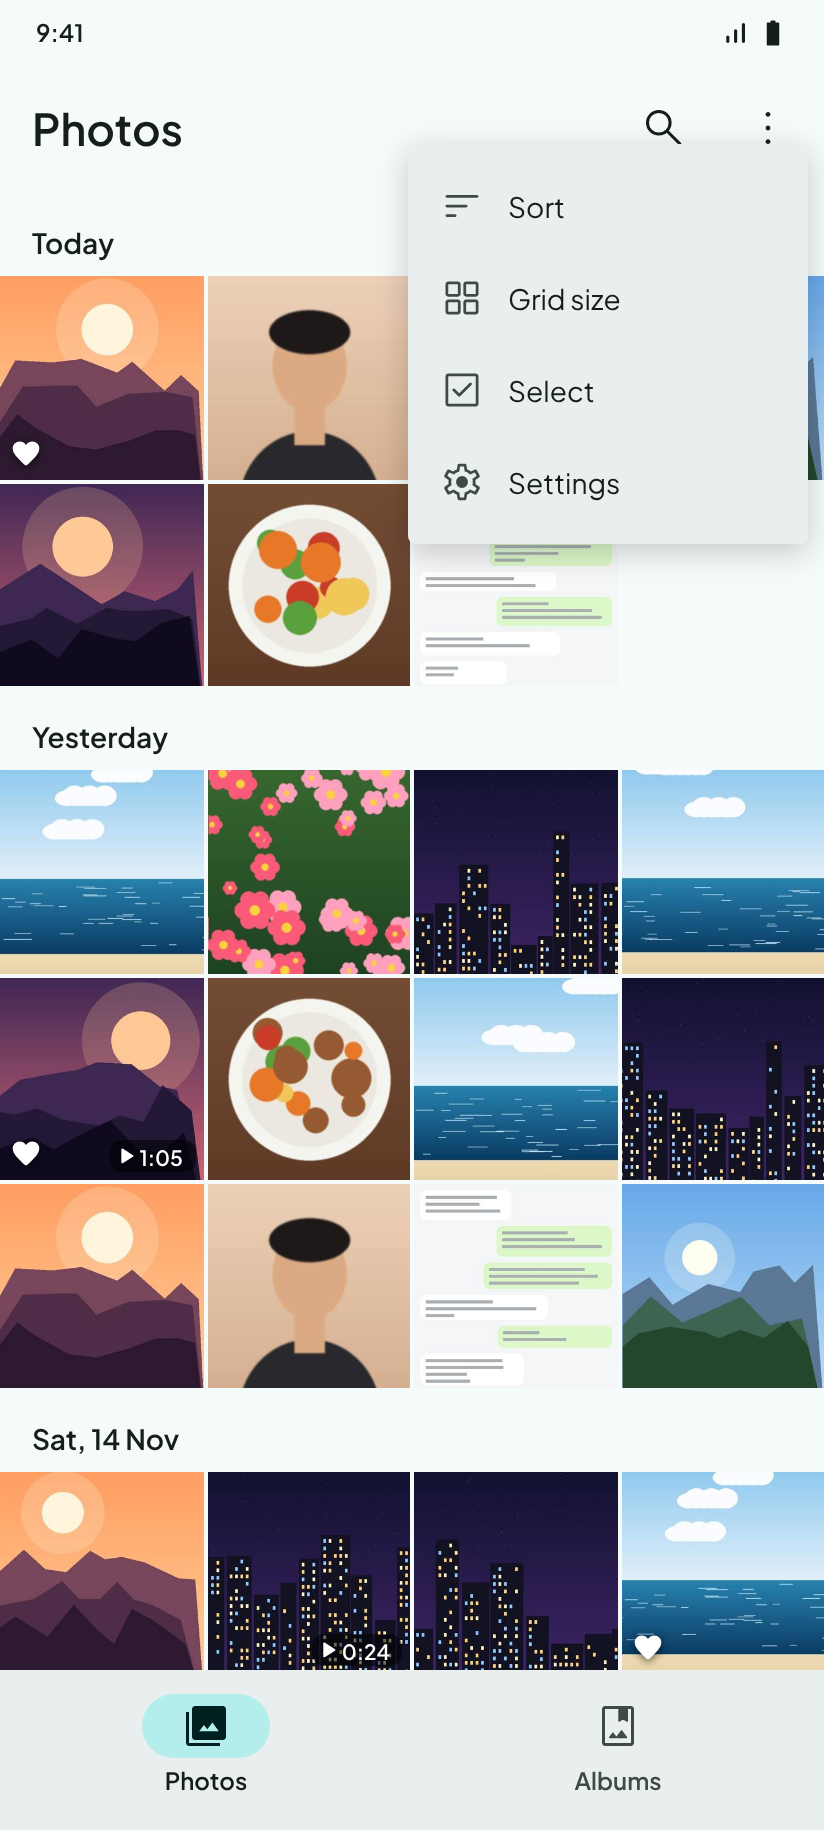 9:41
Photos
Sort
Today
Grid size
Select
Settings
Yesterday
1:05
Sat, 14 Nov
0:24
Photos
Albums